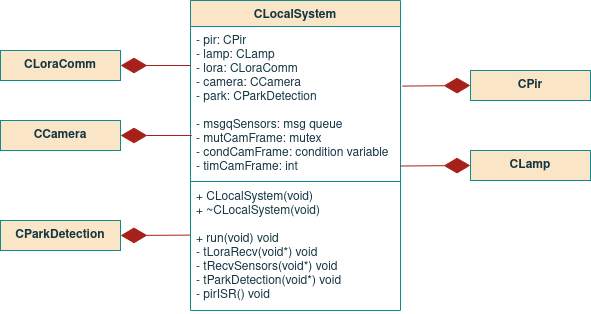 CLocalSystem
- pir: CPir
- lamp: CLamp
- lora: CLoraComm
- camera: CCamera
- park: CParkDetection
- msgqSensors: msg queue
- mutCamFrame: mutex
- condCamFrame: condition variable
- timCamFrame: int
+ CLocalSystem(void)
+ ~CLocalSystem(void)
+ run(void) void
- tLoraRecv(void*) void
- tRecvSensors(void*) void
- tParkDetection(void*) void
- pirISR() void
CLoraComm
CCamera
CParkDetection
CPir
CLamp